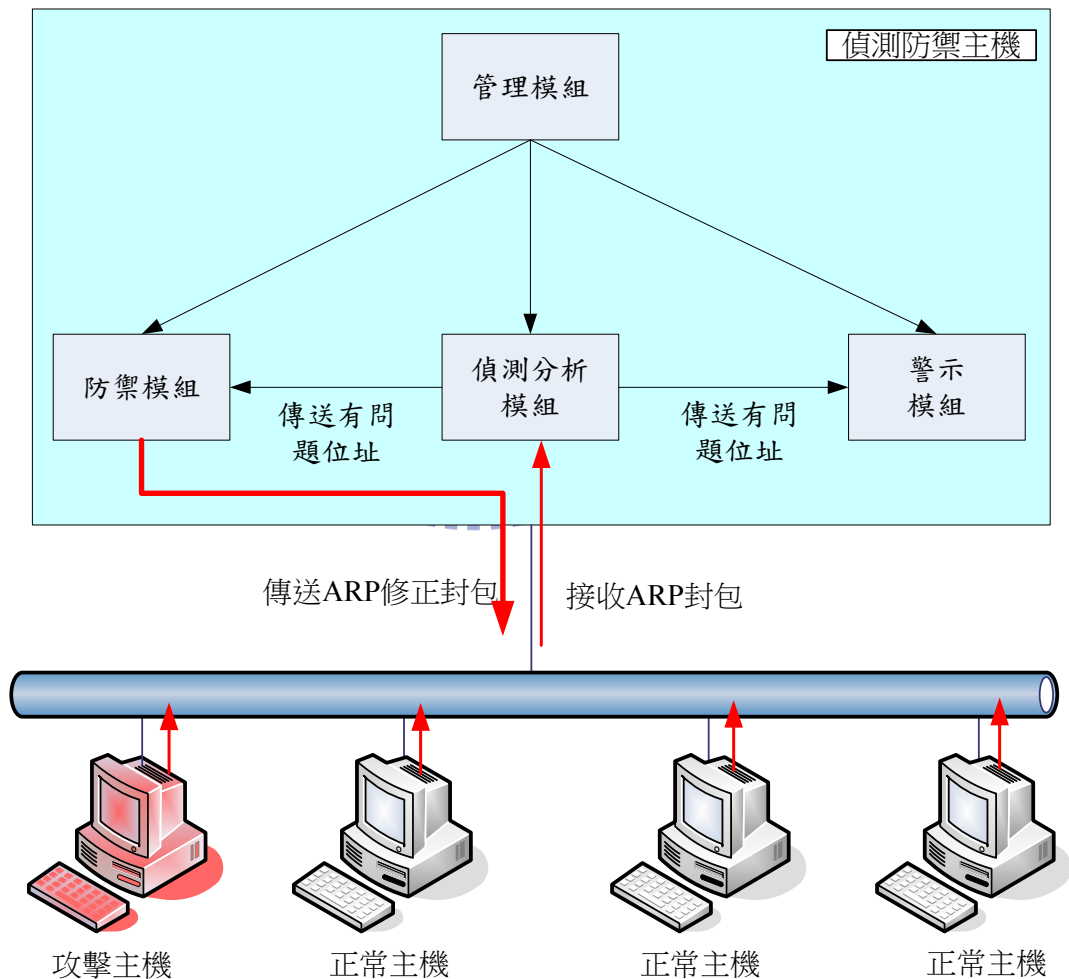 偵測防禦主機
管理模組
防禦模組
偵測分析
模組
警示
模組
傳送有問
題位址
傳送有問
題位址
傳送ARP修正封包
接收ARP封包
攻擊主機
正常主機
正常主機
正常主機